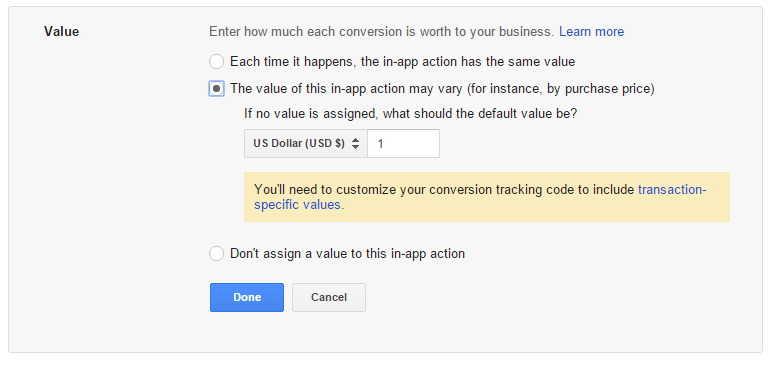 Value
Enter how much each conversion is worth to your business. Learn more
Each time it happens, the in-app action has the same value
The value of this in-app action may vary (for instance, by purchase price)
If no value is assigned, what should the default value be?
US Dollar (USD $) 1
You'll need to customize your conversion tracking code to include transaction-
specific values.
Don't assign a value to this in-app action
Done Cancel